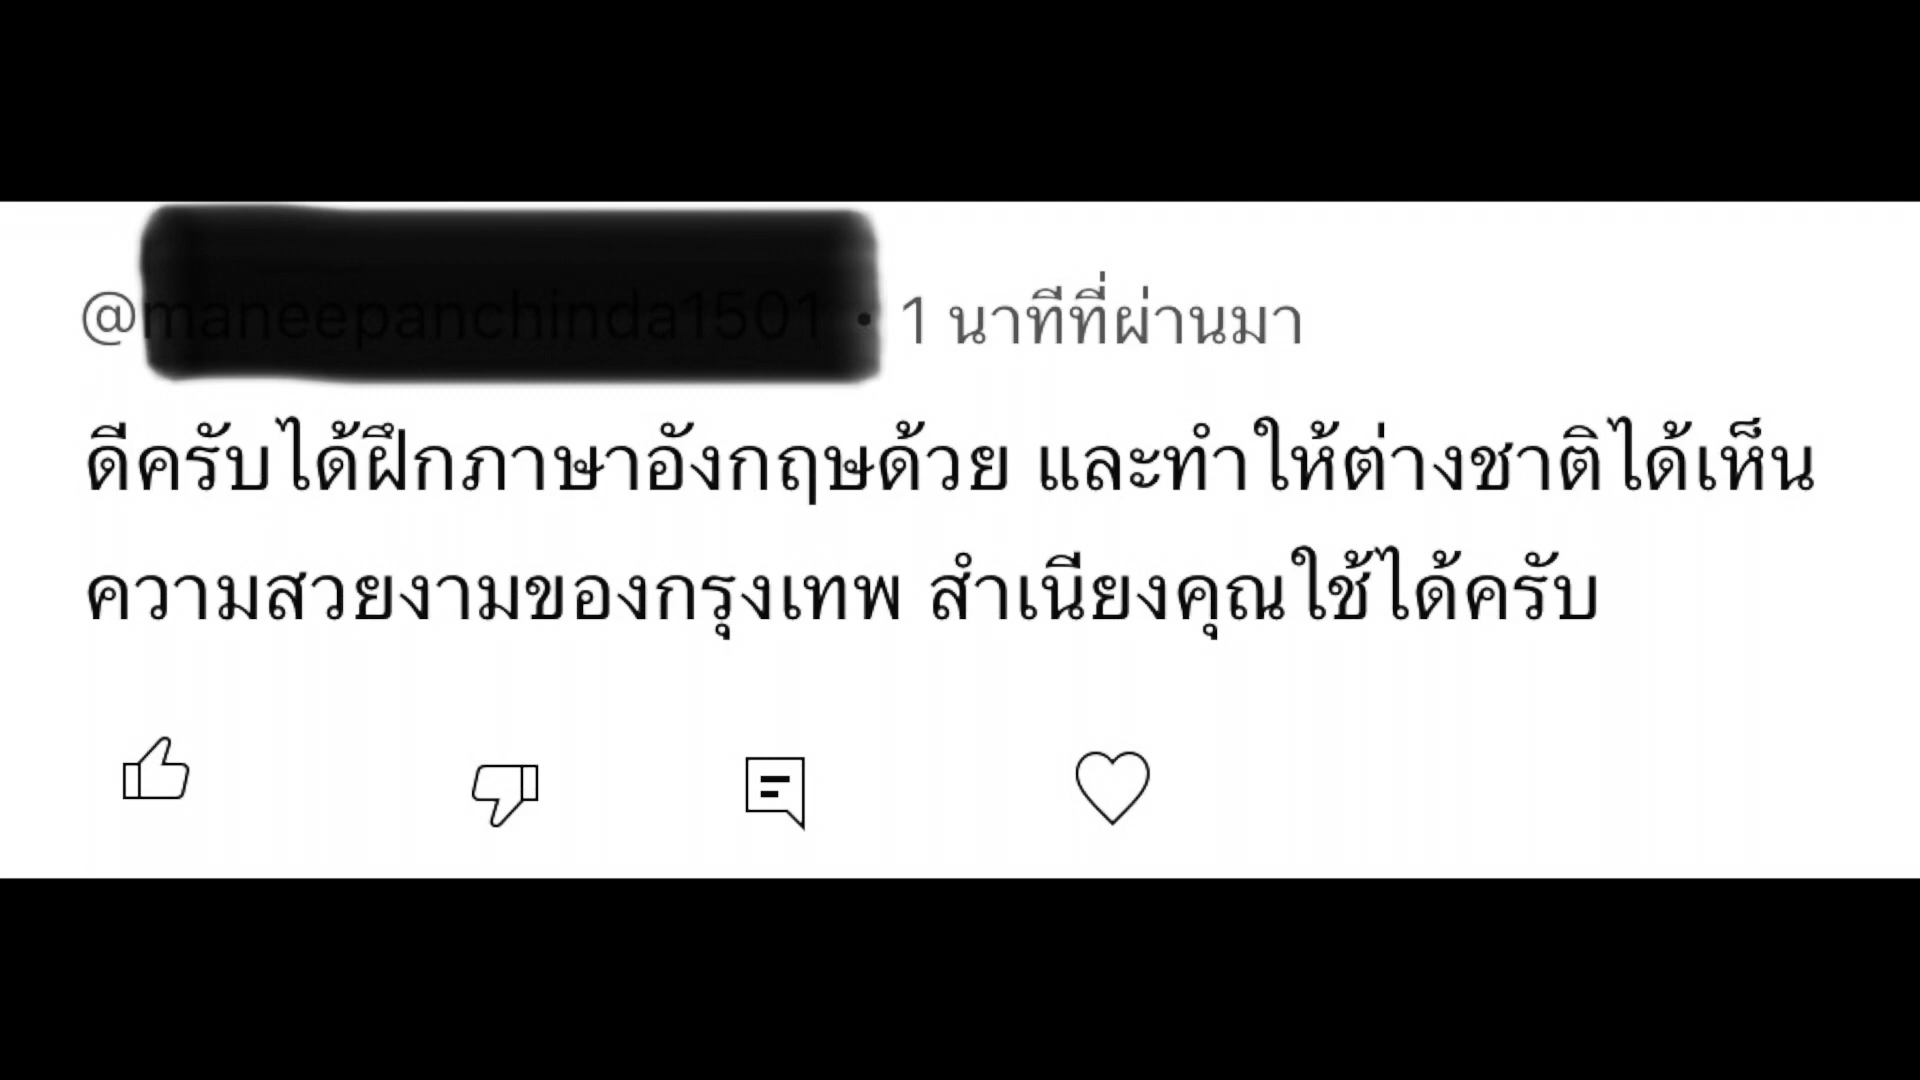 @ · 1 นาทีที่ผ่านมา
ดีครับได้ฝึกภาษาอังกฤษด้วย และทำให้ต่างชาติได้เห็น
ความสวยงามของกรุงเทพ สำเนียงคุณใช้ได้ครับ